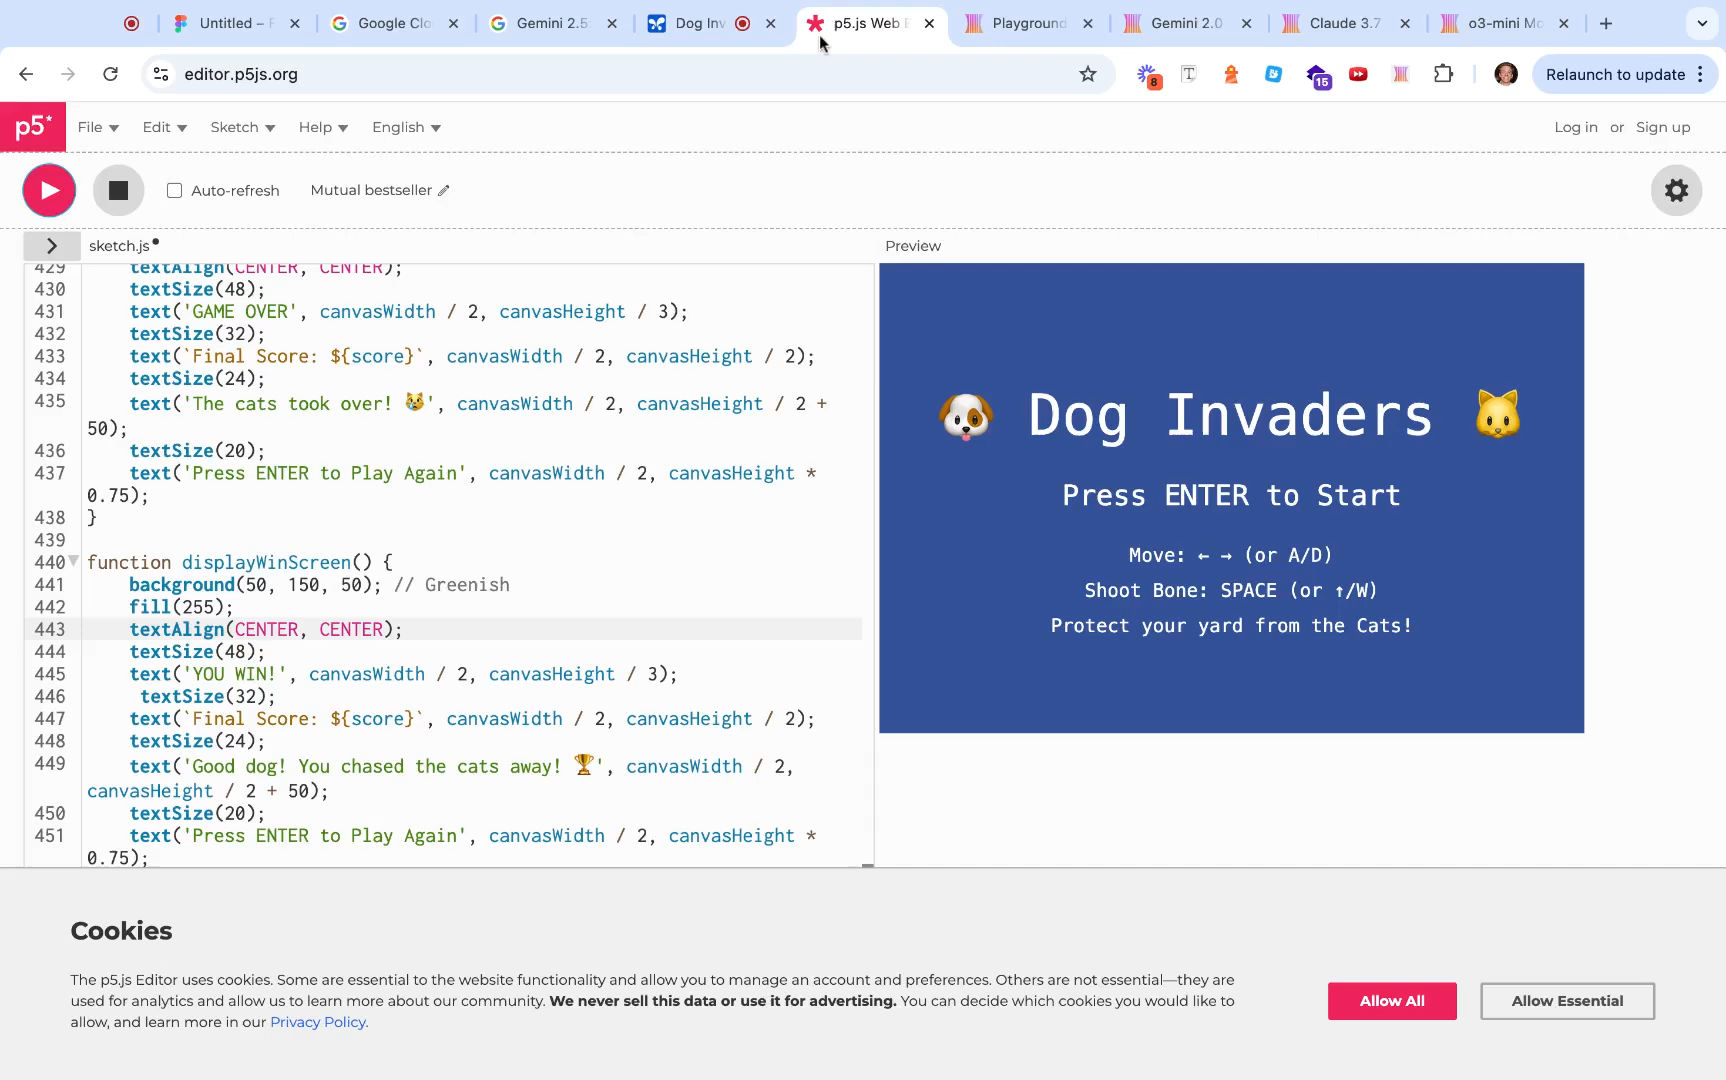 Untitled – F
Google Clo
Gemini 2.5
Dog Inv
p5.js Web E
Playground
Gemini 2.0
Claude 3.7
o3-mini Mo
editor.p5js.org
8
15
Relaunch to update
p5*
File
Edit
Sketch
Help
English
Log in or Sign up
Auto-refresh
Mutual bestseller
sketch.js
Preview
429 textAlign(CENTER, CENTER);
430 textSize(48);
431 text('GAME OVER', canvasWidth / 2, canvasHeight / 3);
432 textSize(32);
433 text(`Final Score: ${score}`, canvasWidth / 2, canvasHeight / 2);
434 textSize(24);
435 text('The cats took over! 😿', canvasWidth / 2, canvasHeight / 2 +
50);
436 textSize(20);
437 text('Press ENTER to Play Again', canvasWidth / 2, canvasHeight *
0.75);
438 }
439
440 function displayWinScreen() {
441 background(50, 150, 50); // Greenish
442 fill(255);
443 textAlign(CENTER, CENTER);
444 textSize(48);
445 text('YOU WIN!', canvasWidth / 2, canvasHeight / 3);
446 textSize(32);
447 text(`Final Score: ${score}`, canvasWidth / 2, canvasHeight / 2);
448 textSize(24);
449 text('Good dog! You chased the cats away! 🏆', canvasWidth / 2,
canvasHeight / 2 + 50);
450 textSize(20);
451 text('Press ENTER to Play Again', canvasWidth / 2, canvasHeight *
0.75);
🐶 Dog Invaders 🐱
Press ENTER to Start
Move: ← → (or A/D)
Shoot Bone: SPACE (or ↑/W)
Protect your yard from the Cats!
Cookies
The p5.js Editor uses cookies. Some are essential to the website functionality and allow you to manage an account and preferences. Others are not essential—they are
used for analytics and allow us to learn more about our community. We never sell this data or use it for advertising. You can decide which cookies you would like to
allow, and learn more in our Privacy Policy.
Allow All
Allow Essential